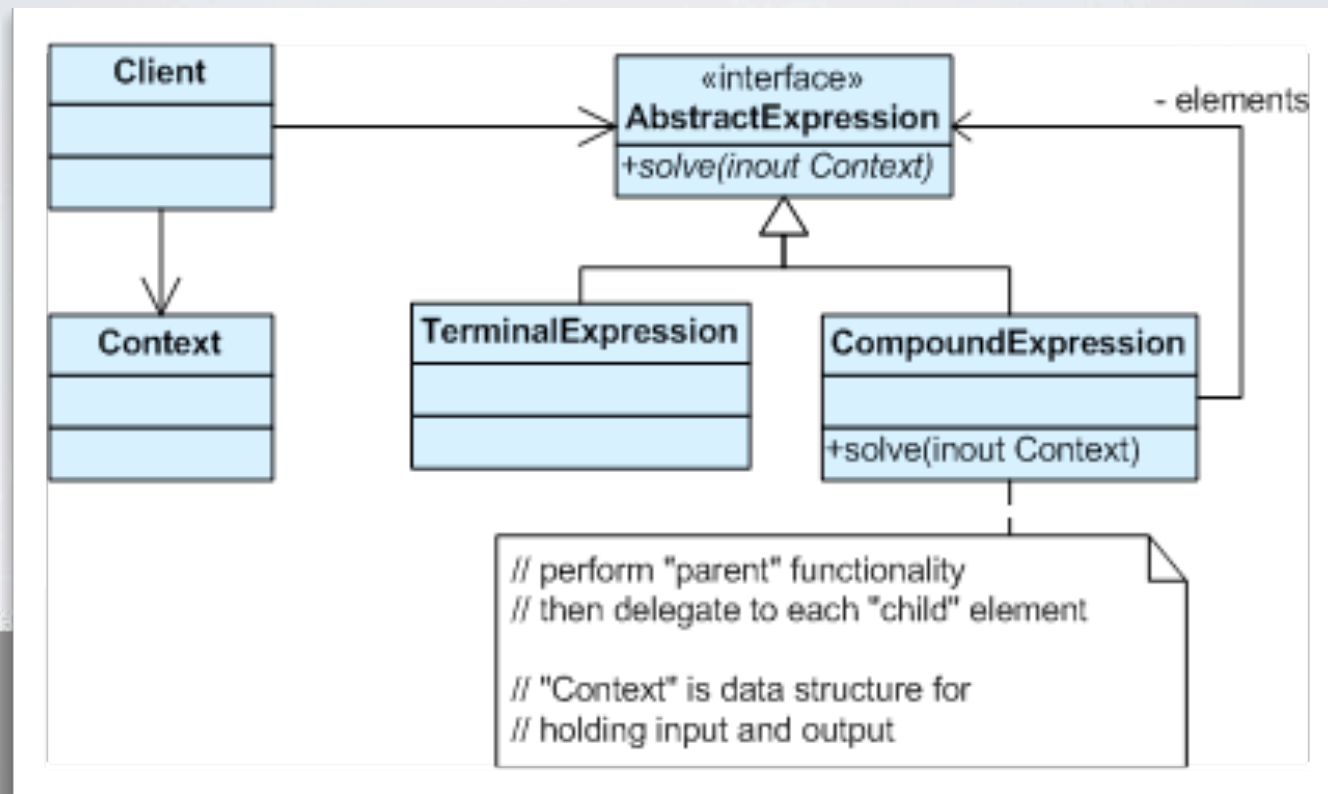 Client
«interface»
AbstractExpression
+solve(inout Context)
- elements
Context
TerminalExpression
CompoundExpression
+solve(inout Context)
// perform "parent" functionality
// then delegate to each "child" element
// "Context" is data structure for
// holding input and output